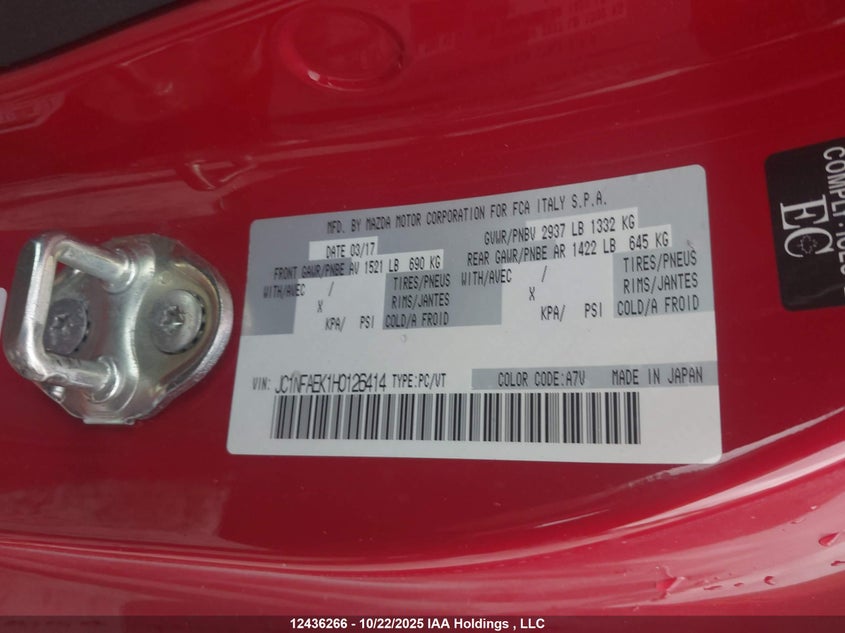 MFD. BY MAZDA MOTOR CORPORATION FOR FCA ITALY S.P.A.
DATE 03/17 GVWR/PNBV 2937 LB 1332 KG
FRONT GAWR/PNBE AV 1521 LB 690 KG REAR GAWR/PNBE AR 1422 LB 645 KG
WITH/AVEC / TIRES/PNEUS WITH/AVEC / TIRES/PNEUS
X RIMS/JANTES X RIMS/JANTES
KPA/ PSI COLD/A FROID KPA/ PSI COLD/A FROID
VIN: JC1NFAEK1H0126414 TYPE:PC/VT COLOR CODE:A7V MADE IN JAPAN
EC
12436266 - 10/22/2025 IAA Holdings , LLC